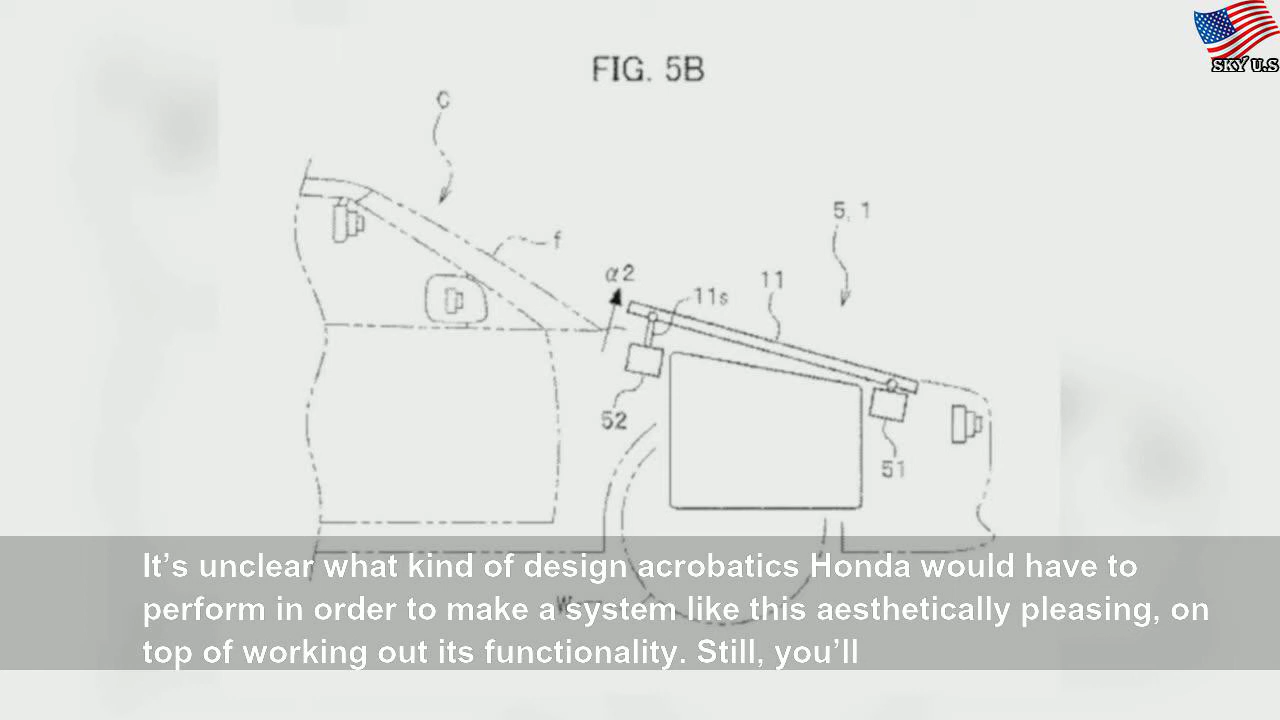 SKY U.S
FIG. 5B
C
5, 1
f
α2
11s
11
52
51
W
It’s unclear what kind of design acrobatics Honda would have to
perform in order to make a system like this aesthetically pleasing, on
top of working out its functionality. Still, you’ll